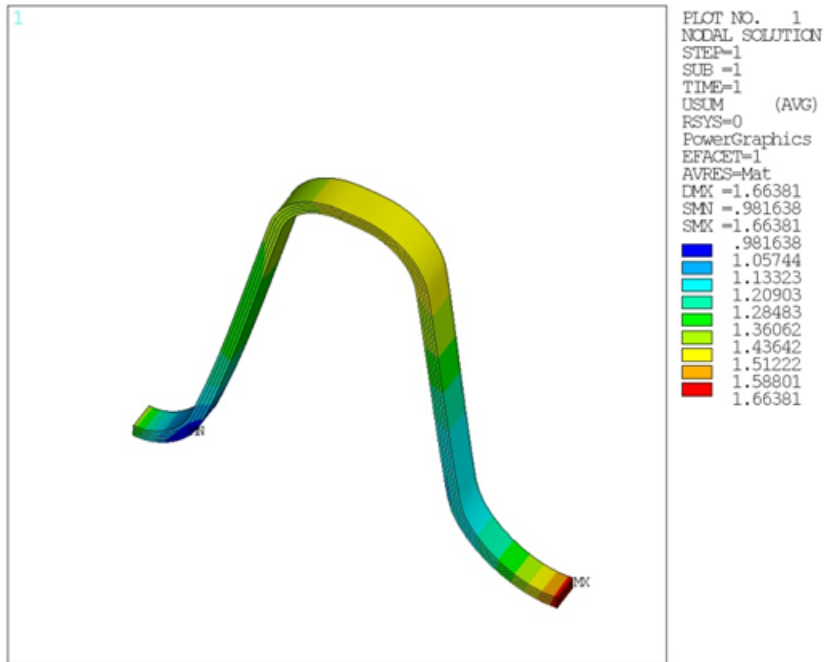 1
PLOT NO.   1
NODAL SOLUTION
STEP=1
SUB =1
TIME=1
USUM     (AVG)
RSYS=0
PowerGraphics
EFACET=1
AVRES=Mat
DMX =1.66381
SMN =.981638
SMX =1.66381
.981638
1.05744
1.13323
1.20903
1.28483
1.36062
1.43642
1.51222
1.58801
1.66381
MX